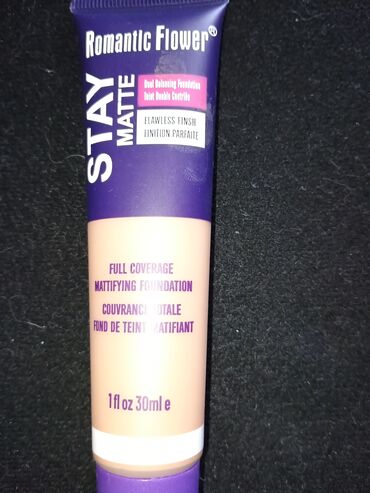 Romantic Flower®
STAY
MATTE
Dual Balancing Foundation
Teint Double Contrôle
FLAWLESS FINISH
FINITION PARFAITE
FULL COVERAGE
MATTIFYING FOUNDATION
COUVRANCE TOTALE
FOND DE TEINT MATIFIANT
1 fl oz 30ml e